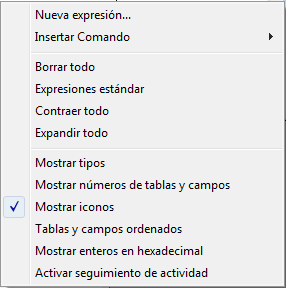 Nueva expresión...
Insertar Comando
Borrar todo
Expresiones estándar
Contraer todo
Expandir todo
Mostrar tipos
Mostrar números de tablas y campos
Mostrar iconos
Tablas y campos ordenados
Mostrar enteros en hexadecimal
Activar seguimiento de actividad